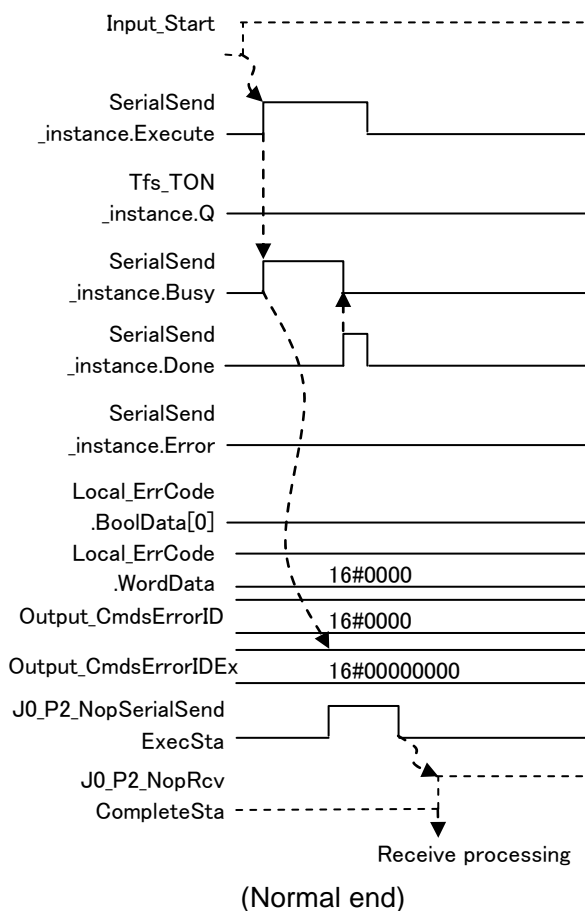 Input_Start
SerialSend
_instance.Execute
Tfs_TON
_instance.Q
SerialSend
_instance.Busy
SerialSend
_instance.Done
SerialSend
_instance.Error
Local_ErrCode
.BoolData[0]
Local_ErrCode
.WordData
16#0000
Output_CmdsErrorID
16#0000
Output_CmdsErrorIDEx
16#00000000
J0_P2_NopSerialSend
ExecSta
J0_P2_NopRcv
CompleteSta
Receive processing
(Normal end)